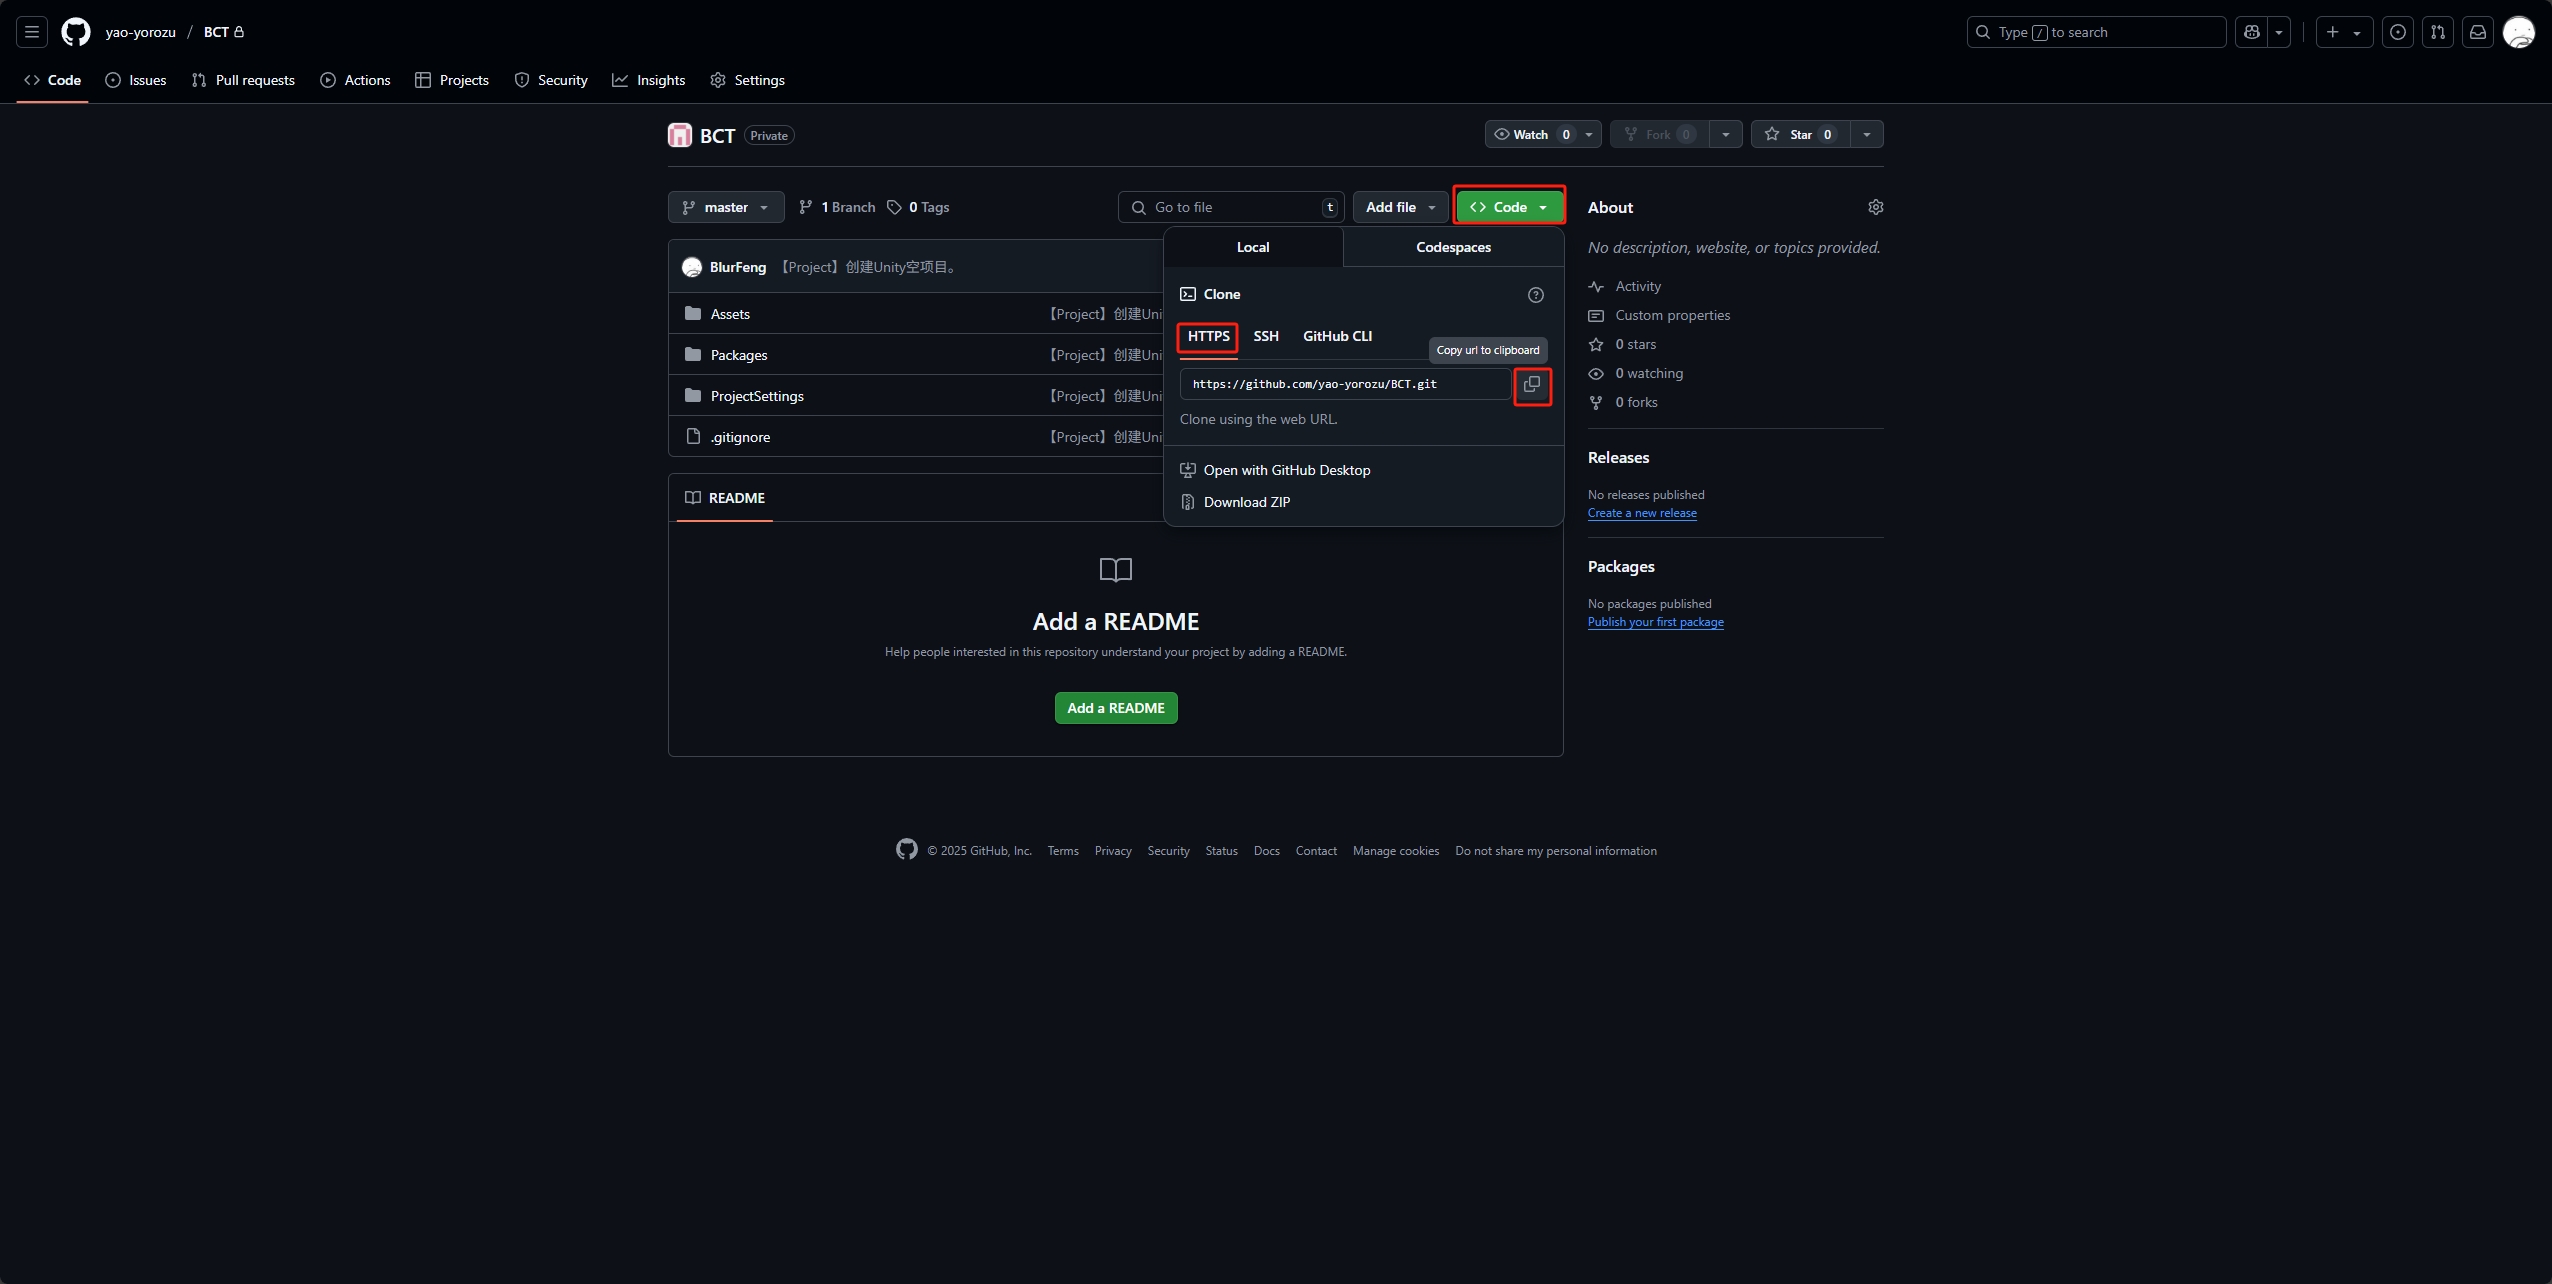 yao-yorozu / BCT
Type / to search
Code
Issues
Pull requests
Actions
Projects
Security
Insights
Settings
BCT
Private
Watch 0
Fork 0
Star 0
master
1 Branch
0 Tags
Go to file t
Add file
Code
BlurFeng 【Project】创建Unity空项目。
Assets 【Project】创建Uni
Packages 【Project】创建Uni
ProjectSettings 【Project】创建Uni
.gitignore 【Project】创建Uni
Local
Codespaces
Clone
HTTPS
SSH
GitHub CLI
Copy url to clipboard
https://github.com/yao-yorozu/BCT.git
Clone using the web URL.
Open with GitHub Desktop
Download ZIP
README
Add a README
Help people interested in this repository understand your project by adding a README.
Add a README
About
No description, website, or topics provided.
Activity
Custom properties
0 stars
0 watching
0 forks
Releases
No releases published
Create a new release
Packages
No packages published
Publish your first package
© 2025 GitHub, Inc. Terms Privacy Security Status Docs Contact Manage cookies Do not share my personal information